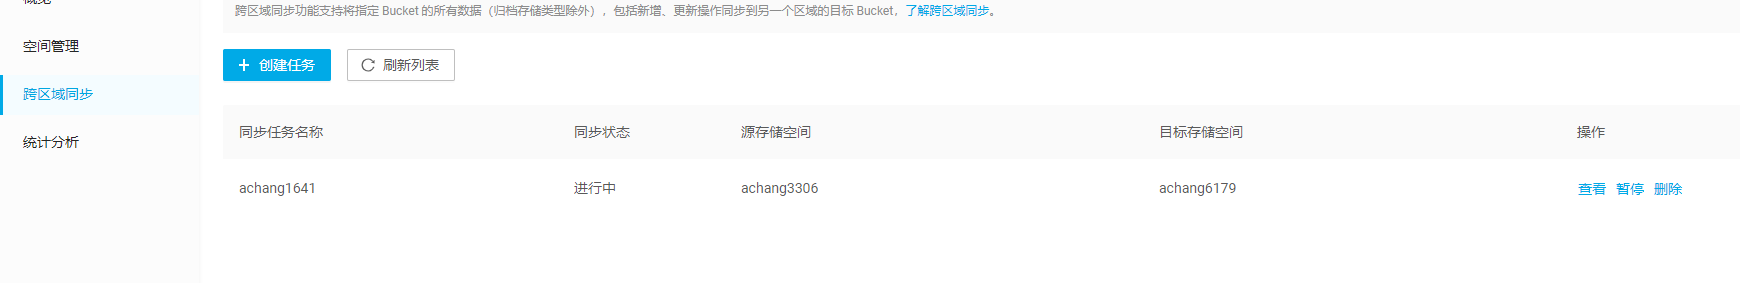 概览
跨区域同步功能支持将指定 Bucket 的所有数据（归档存储类型除外），包括新增、更新操作同步到另一个区域的目标 Bucket，了解跨区域同步。
空间管理
创建任务 刷新列表
跨区域同步
同步任务名称 同步状态 源存储空间 目标存储空间 操作
统计分析
achang1641 进行中 achang3306 achang6179 查看 暂停 删除